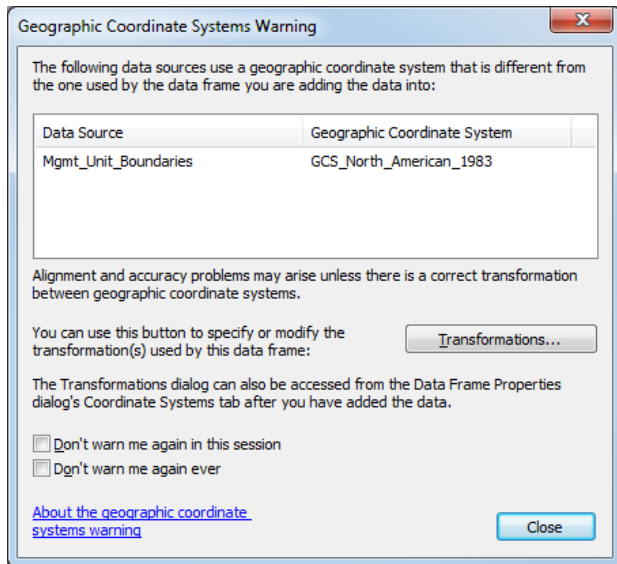 Geographic Coordinate Systems Warning
The following data sources use a geographic coordinate system that is different from
the one used by the data frame you are adding the data into:
Data Source Geographic Coordinate System
Mgmt_Unit_Boundaries GCS_North_American_1983
Alignment and accuracy problems may arise unless there is a correct transformation
between geographic coordinate systems.
You can use this button to specify or modify the
transformation(s) used by this data frame:
Transformations...
The Transformations dialog can also be accessed from the Data Frame Properties
dialog's Coordinate Systems tab after you have added the data.
Don't warn me again in this session
Don't warn me again ever
About the geographic coordinate
systems warning
Close